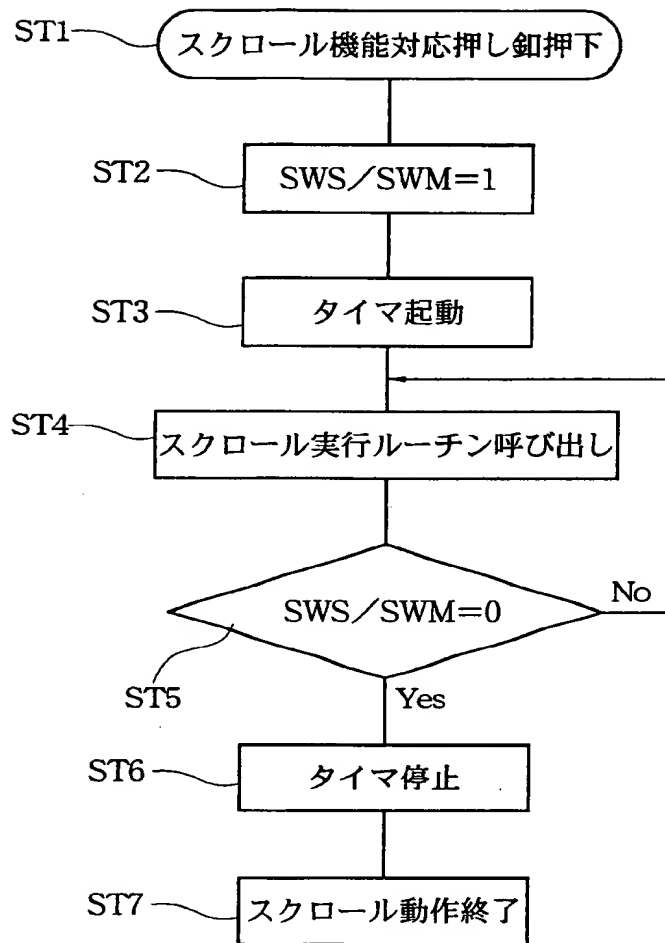 ST1
スクロール機能対応押し釦押下
ST2
SWS/SWM=1
ST3
タイマ起動
ST4
スクロール実行ルーチン呼び出し
SWS/SWM=0
No
ST5
Yes
ST6
タイマ停止
ST7
スクロール動作終了